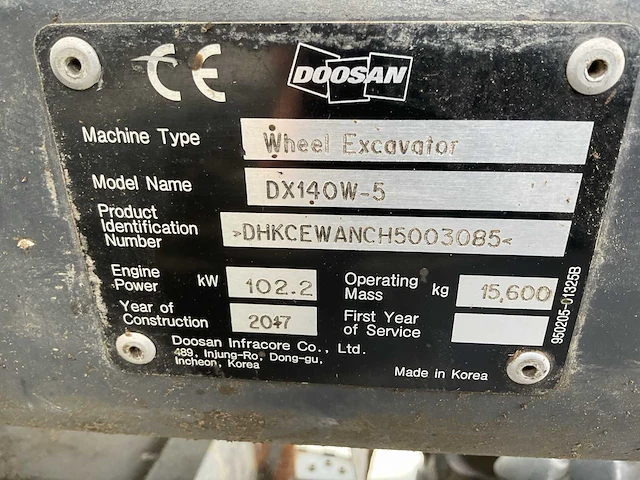 CE DOOSAN
Machine Type Wheel Excavator
Model Name DX140W-5
Product
Identification
Number >DHKCEWANCH5003085<
Engine
Power kW 102.2
Operating
Mass kg 15,600
Year of
Construction 2017
First Year
of Service
Doosan Infracore Co., Ltd.
489, Injung-Ro, Dong-gu,
Incheon, Korea
Made in Korea
950205-01325B